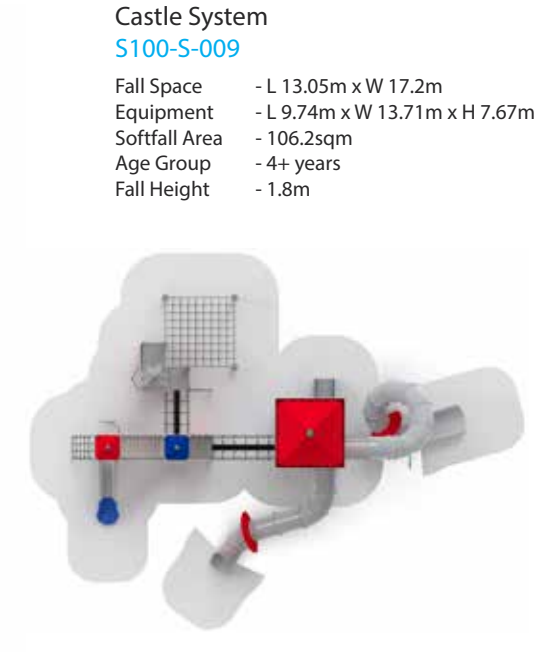 Castle System
S100-S-009
Fall Space - L 13.05m x W 17.2m
Equipment - L 9.74m x W 13.71m x H 7.67m
Softfall Area - 106.2sqm
Age Group - 4+ years
Fall Height - 1.8m